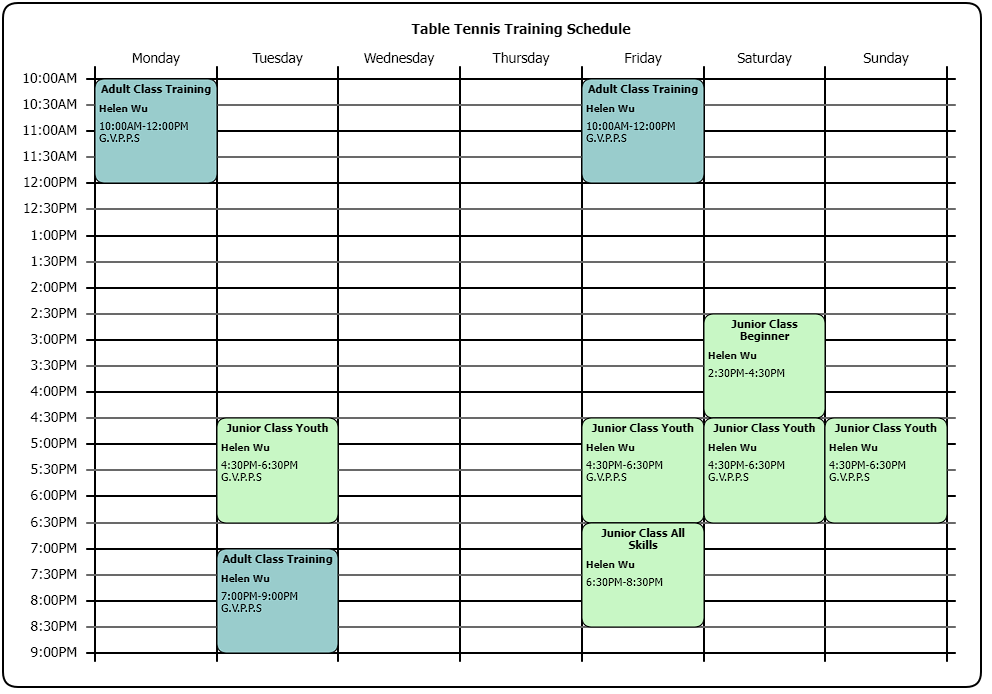 Table Tennis Training Schedule
Monday Tuesday Wednesday Thursday Friday Saturday Sunday
10:00AM
10:30AM
11:00AM
11:30AM
12:00PM
12:30PM
1:00PM
1:30PM
2:00PM
2:30PM
3:00PM
3:30PM
4:00PM
4:30PM
5:00PM
5:30PM
6:00PM
6:30PM
7:00PM
7:30PM
8:00PM
8:30PM
9:00PM
Adult Class Training
Helen Wu
10:00AM-12:00PM
G.V.P.P.S
Junior Class Youth
Helen Wu
4:30PM-6:30PM
G.V.P.P.S
Adult Class Training
Helen Wu
7:00PM-9:00PM
G.V.P.P.S
Adult Class Training
Helen Wu
10:00AM-12:00PM
G.V.P.P.S
Junior Class Youth
Helen Wu
4:30PM-6:30PM
G.V.P.P.S
Junior Class All
Skills
Helen Wu
6:30PM-8:30PM
Junior Class
Beginner
Helen Wu
2:30PM-4:30PM
Junior Class Youth
Helen Wu
4:30PM-6:30PM
G.V.P.P.S
Junior Class Youth
Helen Wu
4:30PM-6:30PM
G.V.P.P.S